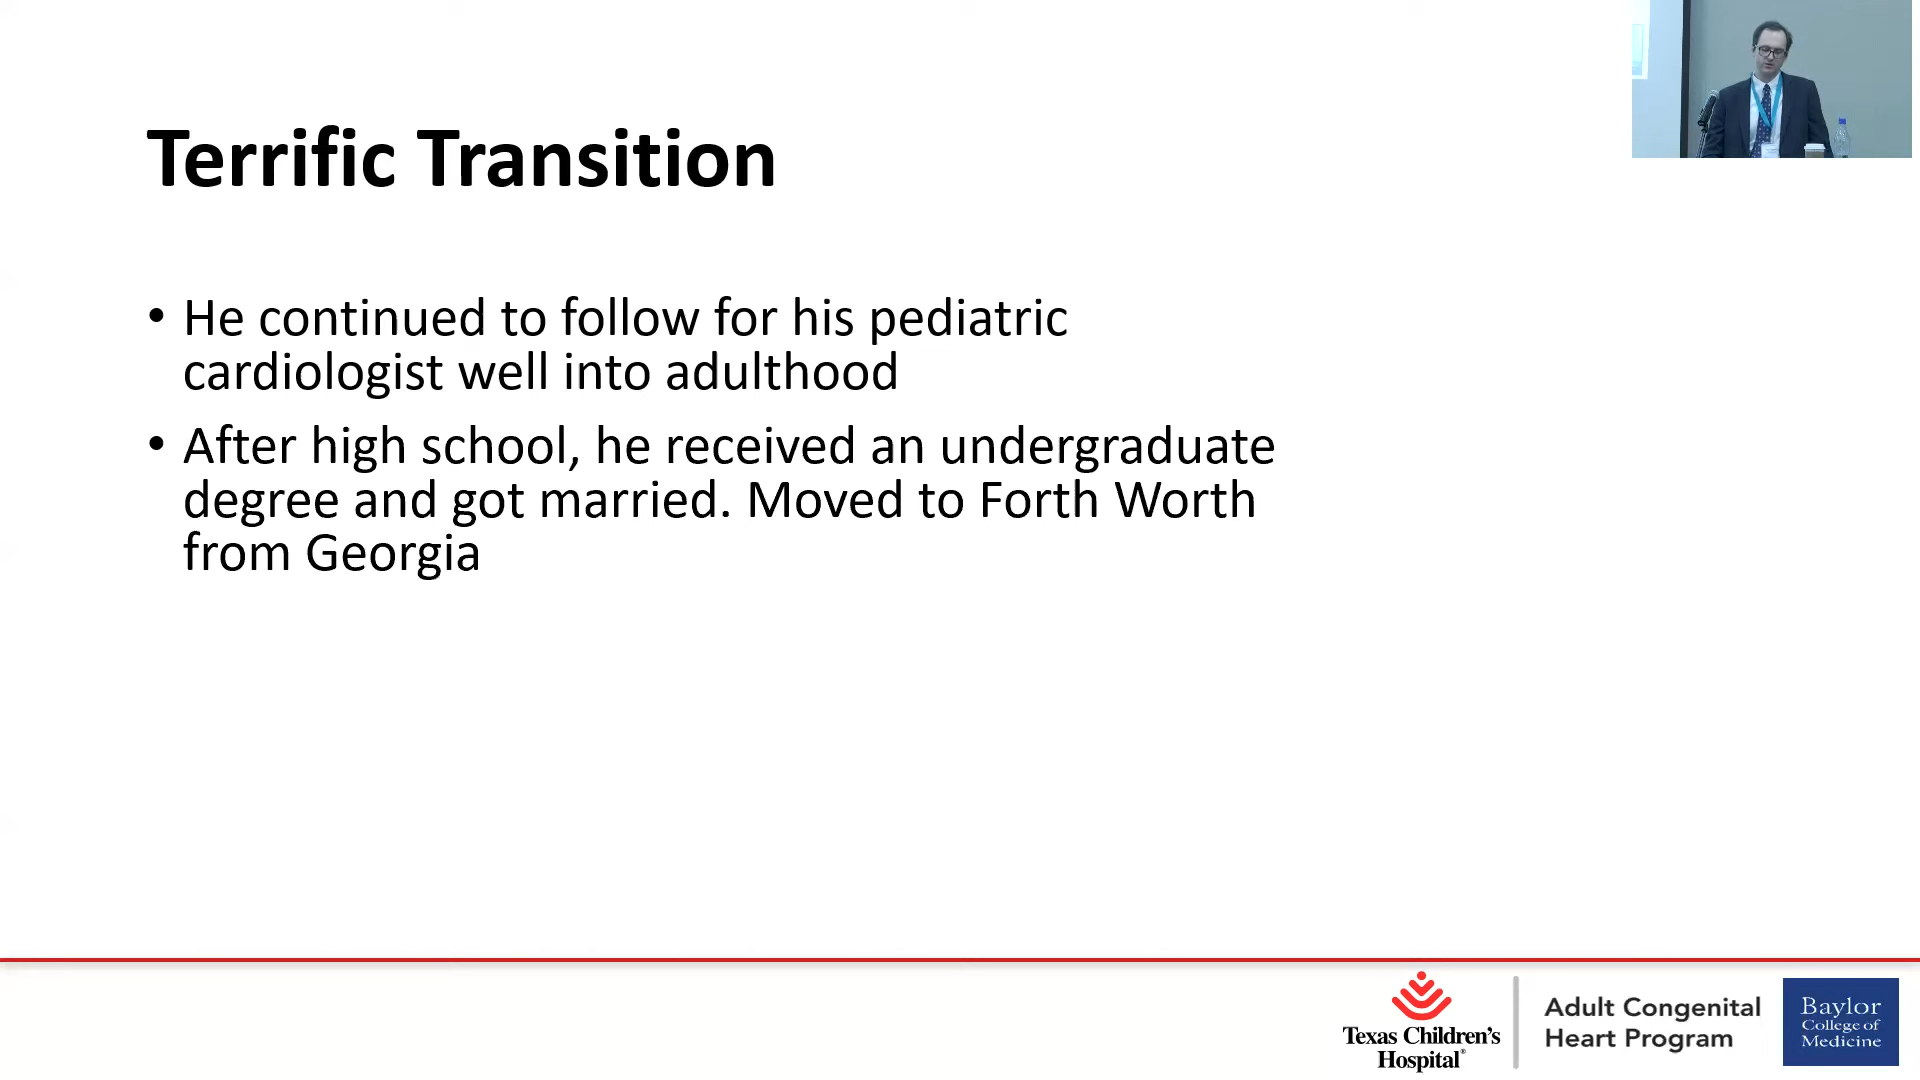 Terrific Transition
• He continued to follow for his pediatric
cardiologist well into adulthood
• After high school, he received an undergraduate
degree and got married. Moved to Forth Worth
from Georgia
Texas Children's
Hospital®
Adult Congenital
Heart Program
Baylor
College of
Medicine